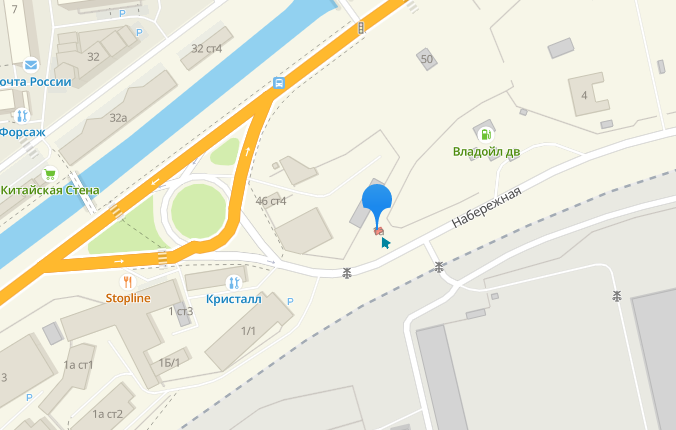 7
P
32
32 ст4
очта России
50
32а
4
Форсаж
Владойл дв
Китайская Стена
46 ст4
Набережная
Stopline
Кристалл
P
1 ст3
1/1
1Б/1
1а ст1
3
P
1а ст2